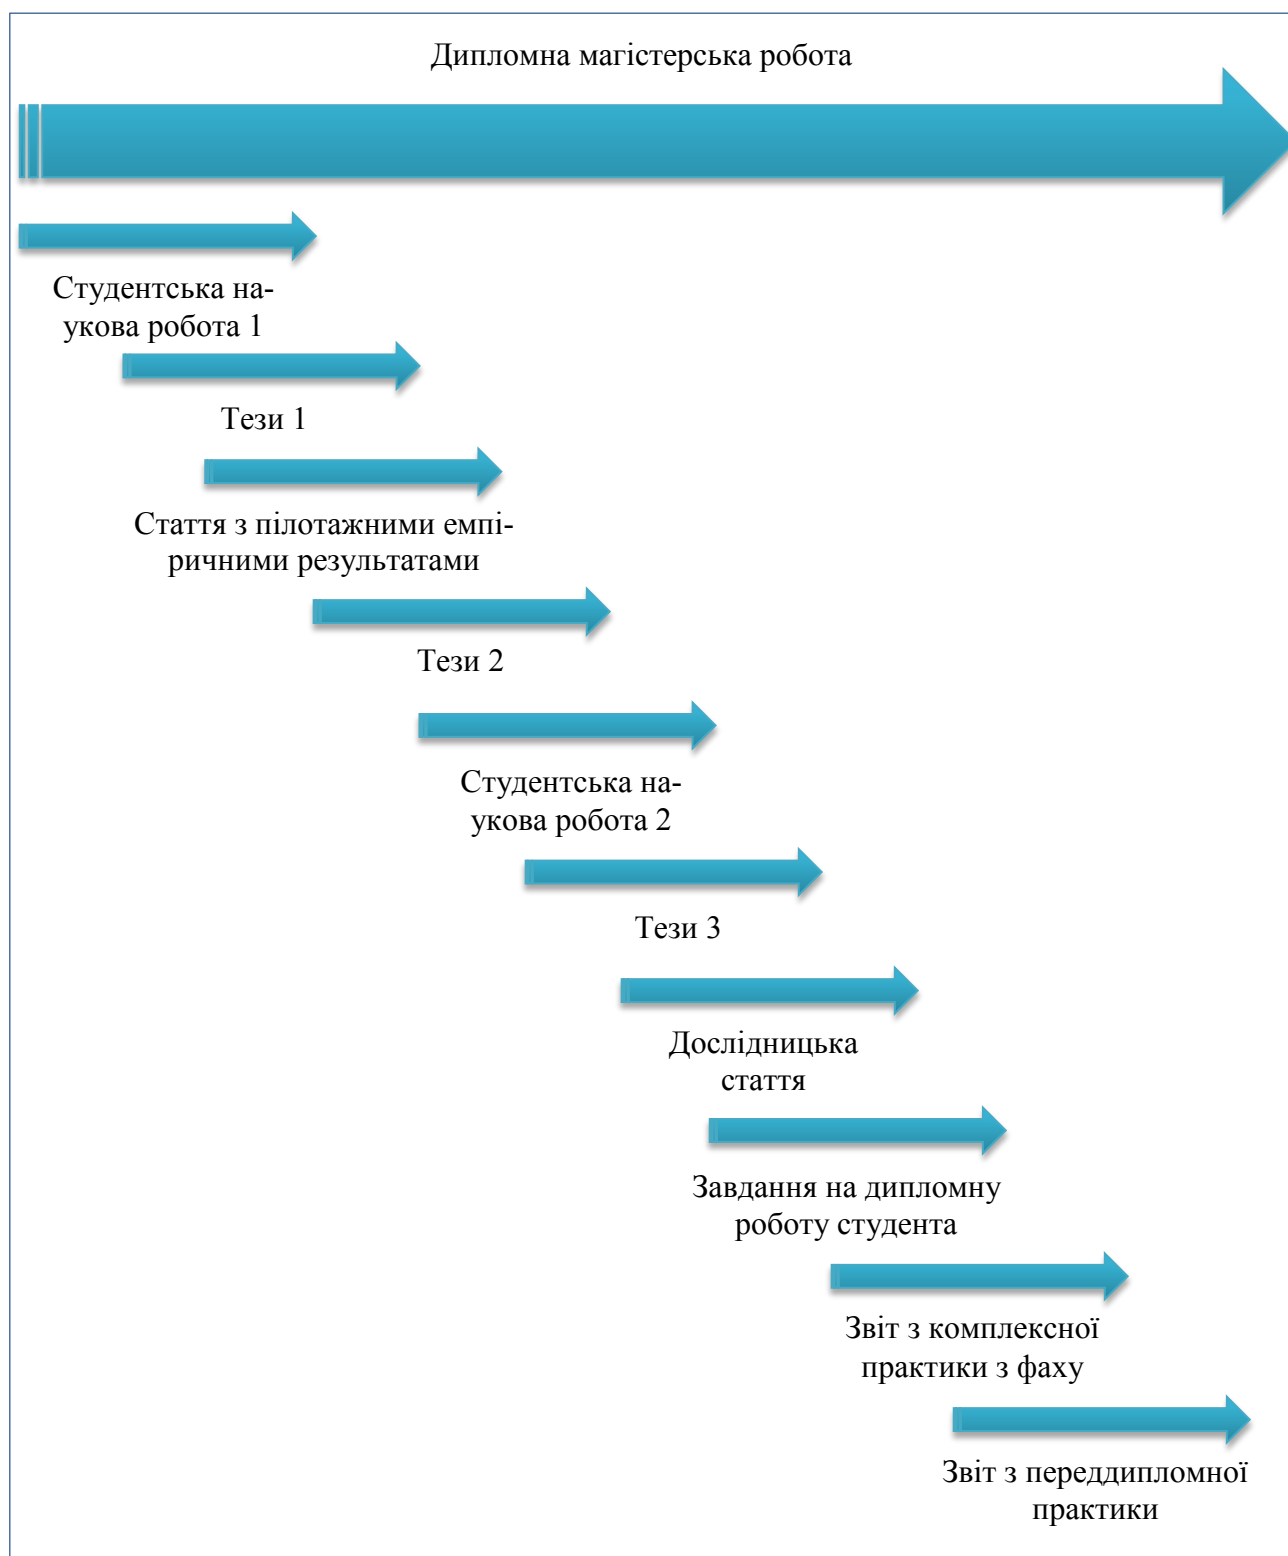 Дипломна магістерська робота
Студентська на-
укова робота 1
Тези 1
Стаття з пілотажними емпі-
ричними результатами
Тези 2
Студентська на-
укова робота 2
Тези 3
Дослідницька
стаття
Завдання на дипломну
роботу студента
Звіт з комплексної
практики з фаху
Звіт з переддипломної
практики